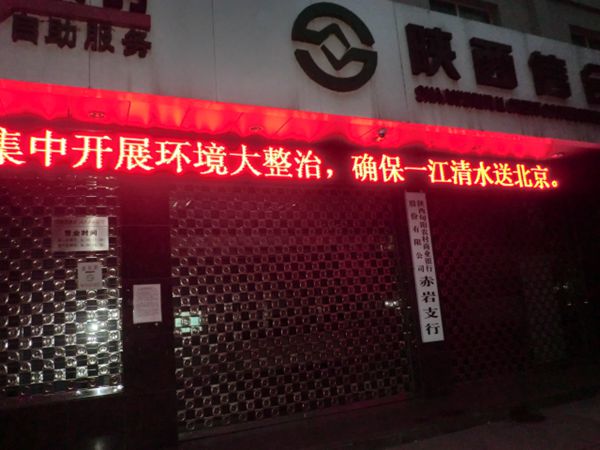 自助服务
陕西信合
集中开展环境大整治，确保一江清水送北京。
营业时间
陕西旬阳农村商业银行
股份有限公司
赤岩支行